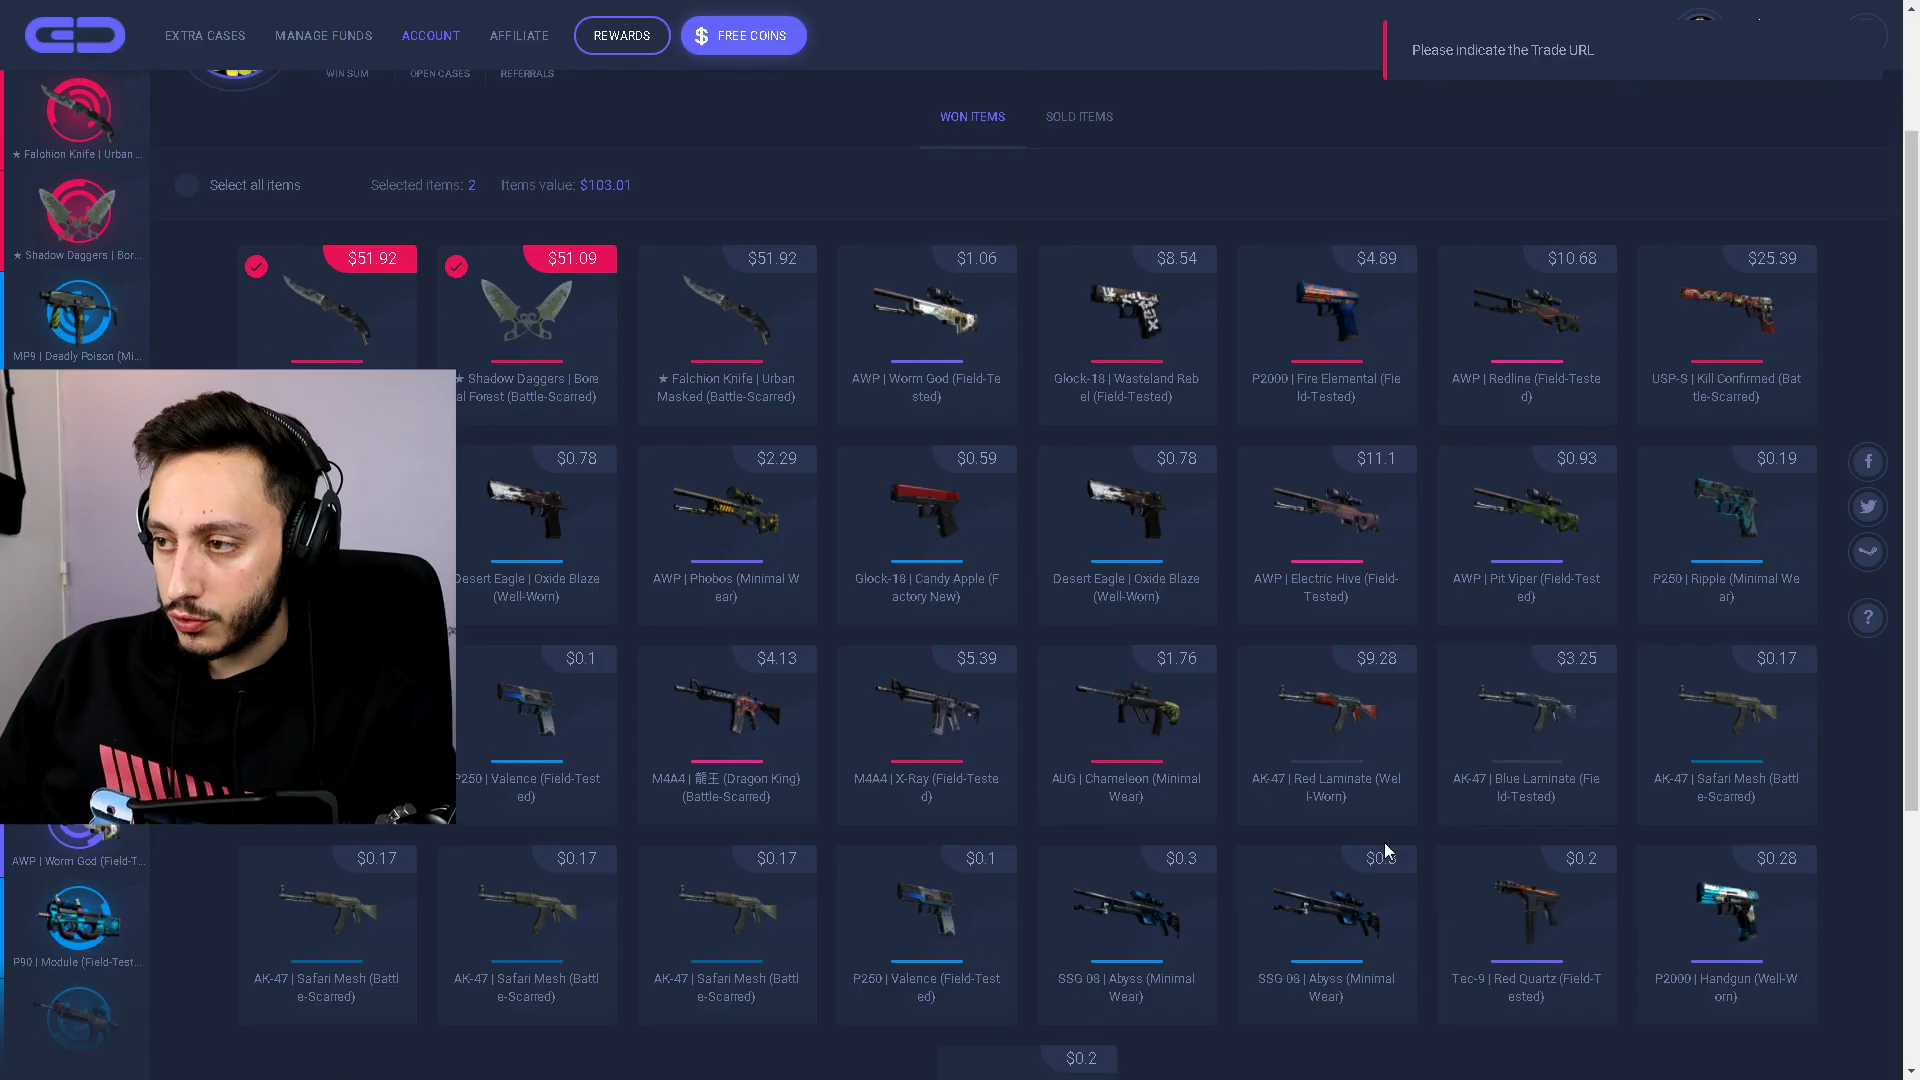 EXTRA CASES
MANAGE FUNDS
ACCOUNT
AFFILIATE
REWARDS
$ FREE COINS
Please indicate the Trade URL
WIN SUM
OPEN CASES
REFERRALS
WON ITEMS
SOLD ITEMS
Select all items
Selected items: 2
Items value: $103.01
★ Falchion Knife | Urban ...
★ Shadow Daggers | Bor...
MP9 | Deadly Poison (Mi...
AWP | Worm God (Field-T...
P90 | Module (Field-Test...
$51.92
$51.09
★ Shadow Daggers | Bore
al Forest (Battle-Scarred)
$51.92
★ Falchion Knife | Urban
Masked (Battle-Scarred)
$1.06
AWP | Worm God (Field-Te
sted)
$8.54
Glock-18 | Wasteland Reb
el (Field-Tested)
$4.89
P2000 | Fire Elemental (Fie
ld-Tested)
$10.68
AWP | Redline (Field-Teste
d)
$25.39
USP-S | Kill Confirmed (Bat
tle-Scarred)
$0.78
Desert Eagle | Oxide Blaze
(Well-Worn)
$2.29
AWP | Phobos (Minimal W
ear)
$0.59
Glock-18 | Candy Apple (F
actory New)
$0.78
Desert Eagle | Oxide Blaze
(Well-Worn)
$11.1
AWP | Electric Hive (Field-
Tested)
$0.93
AWP | Pit Viper (Field-Test
ed)
$0.19
P250 | Ripple (Minimal We
ar)
$0.1
P250 | Valence (Field-Test
ed)
$4.13
M4A4 | 龍王 (Dragon King)
(Battle-Scarred)
$5.39
M4A4 | X-Ray (Field-Teste
d)
$1.76
AUG | Chameleon (Minimal
Wear)
$9.28
AK-47 | Red Laminate (Wel
l-Worn)
$3.25
AK-47 | Blue Laminate (Fie
ld-Tested)
$0.17
AK-47 | Safari Mesh (Battl
e-Scarred)
$0.17
AK-47 | Safari Mesh (Battl
e-Scarred)
$0.17
AK-47 | Safari Mesh (Battl
e-Scarred)
$0.17
AK-47 | Safari Mesh (Battl
e-Scarred)
$0.1
P250 | Valence (Field-Test
ed)
$0.3
SSG 08 | Abyss (Minimal
Wear)
SSG 08 | Abyss (Minimal
Wear)
$0.2
Tec-9 | Red Quartz (Field-T
ested)
$0.28
P2000 | Handgun (Well-W
orn)
$0.2
?